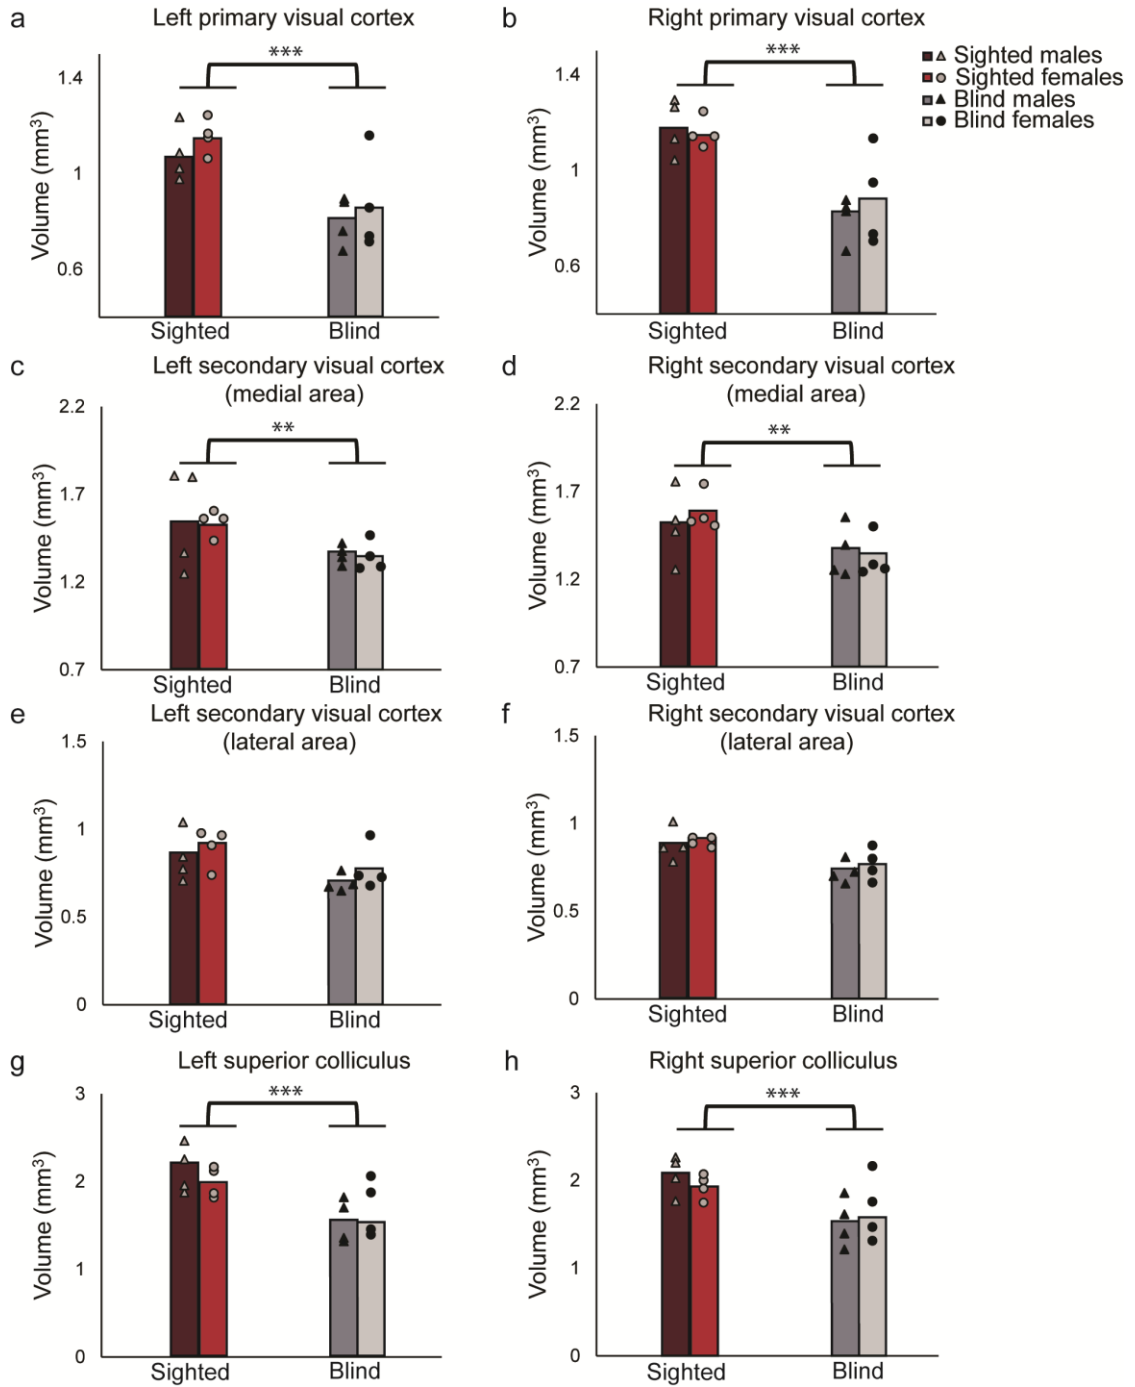 a Left primary visual cortex
***
1.4
1
0.6
Volume (mm³)
Sighted Blind
b Right primary visual cortex
***
1.4
1
0.6
Volume (mm³)
Sighted Blind
Sighted males
Sighted females
Blind males
Blind females
c Left secondary visual cortex
(medial area)
**
2.2
1.7
1.2
0.7
Volume (mm³)
Sighted Blind
d Right secondary visual cortex
(medial area)
**
2.2
1.7
1.2
0.7
Volume (mm³)
Sighted Blind
e Left secondary visual cortex
(lateral area)
1.5
1
0.5
0
Volume (mm³)
Sighted Blind
f Right secondary visual cortex
(lateral area)
1.5
1
0.5
0
Volume (mm³)
Sighted Blind
g Left superior colliculus
***
3
2
1
0
Volume (mm³)
Sighted Blind
h Right superior colliculus
***
3
2
1
0
Volume (mm³)
Sighted Blind